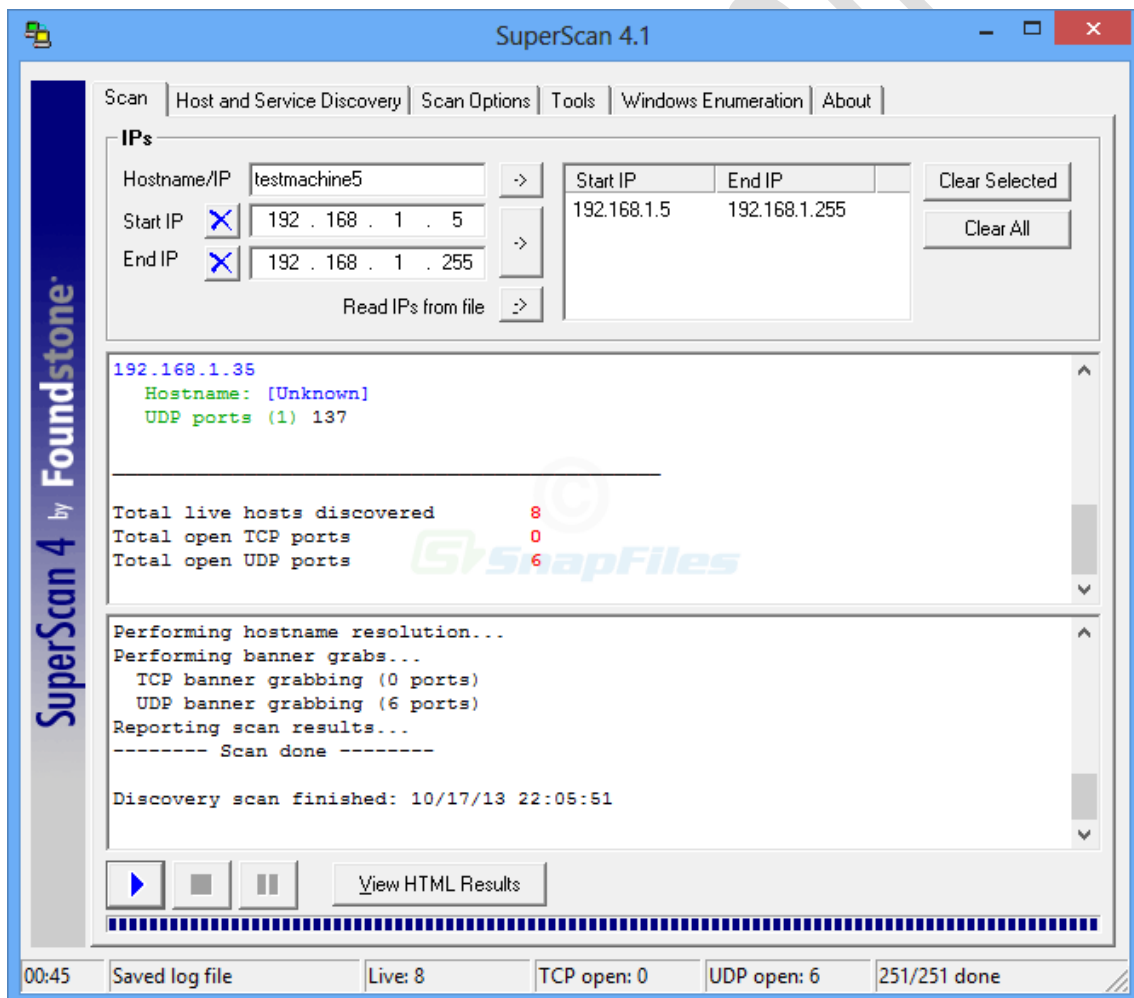 SuperScan 4.1
Scan Host and Service Discovery Scan Options Tools Windows Enumeration About
IPs
Hostname/IP testmachine5 ->
Start IP 192 . 168 . 1 . 5
End IP 192 . 168 . 1 . 255
->
Read IPs from file ->
Start IP End IP
192.168.1.5 192.168.1.255
Clear Selected
Clear All
SuperScan 4 by Foundstone
192.168.1.35
Hostname: [Unknown]
UDP ports (1) 137
Total live hosts discovered 8
Total open TCP ports 0
Total open UDP ports 6
©
SnapFiles
Performing hostname resolution...
Performing banner grabs...
TCP banner grabbing (0 ports)
UDP banner grabbing (6 ports)
Reporting scan results...
-------- Scan done --------
Discovery scan finished: 10/17/13 22:05:51
View HTML Results
00:45 Saved log file Live: 8 TCP open: 0 UDP open: 6 251/251 done